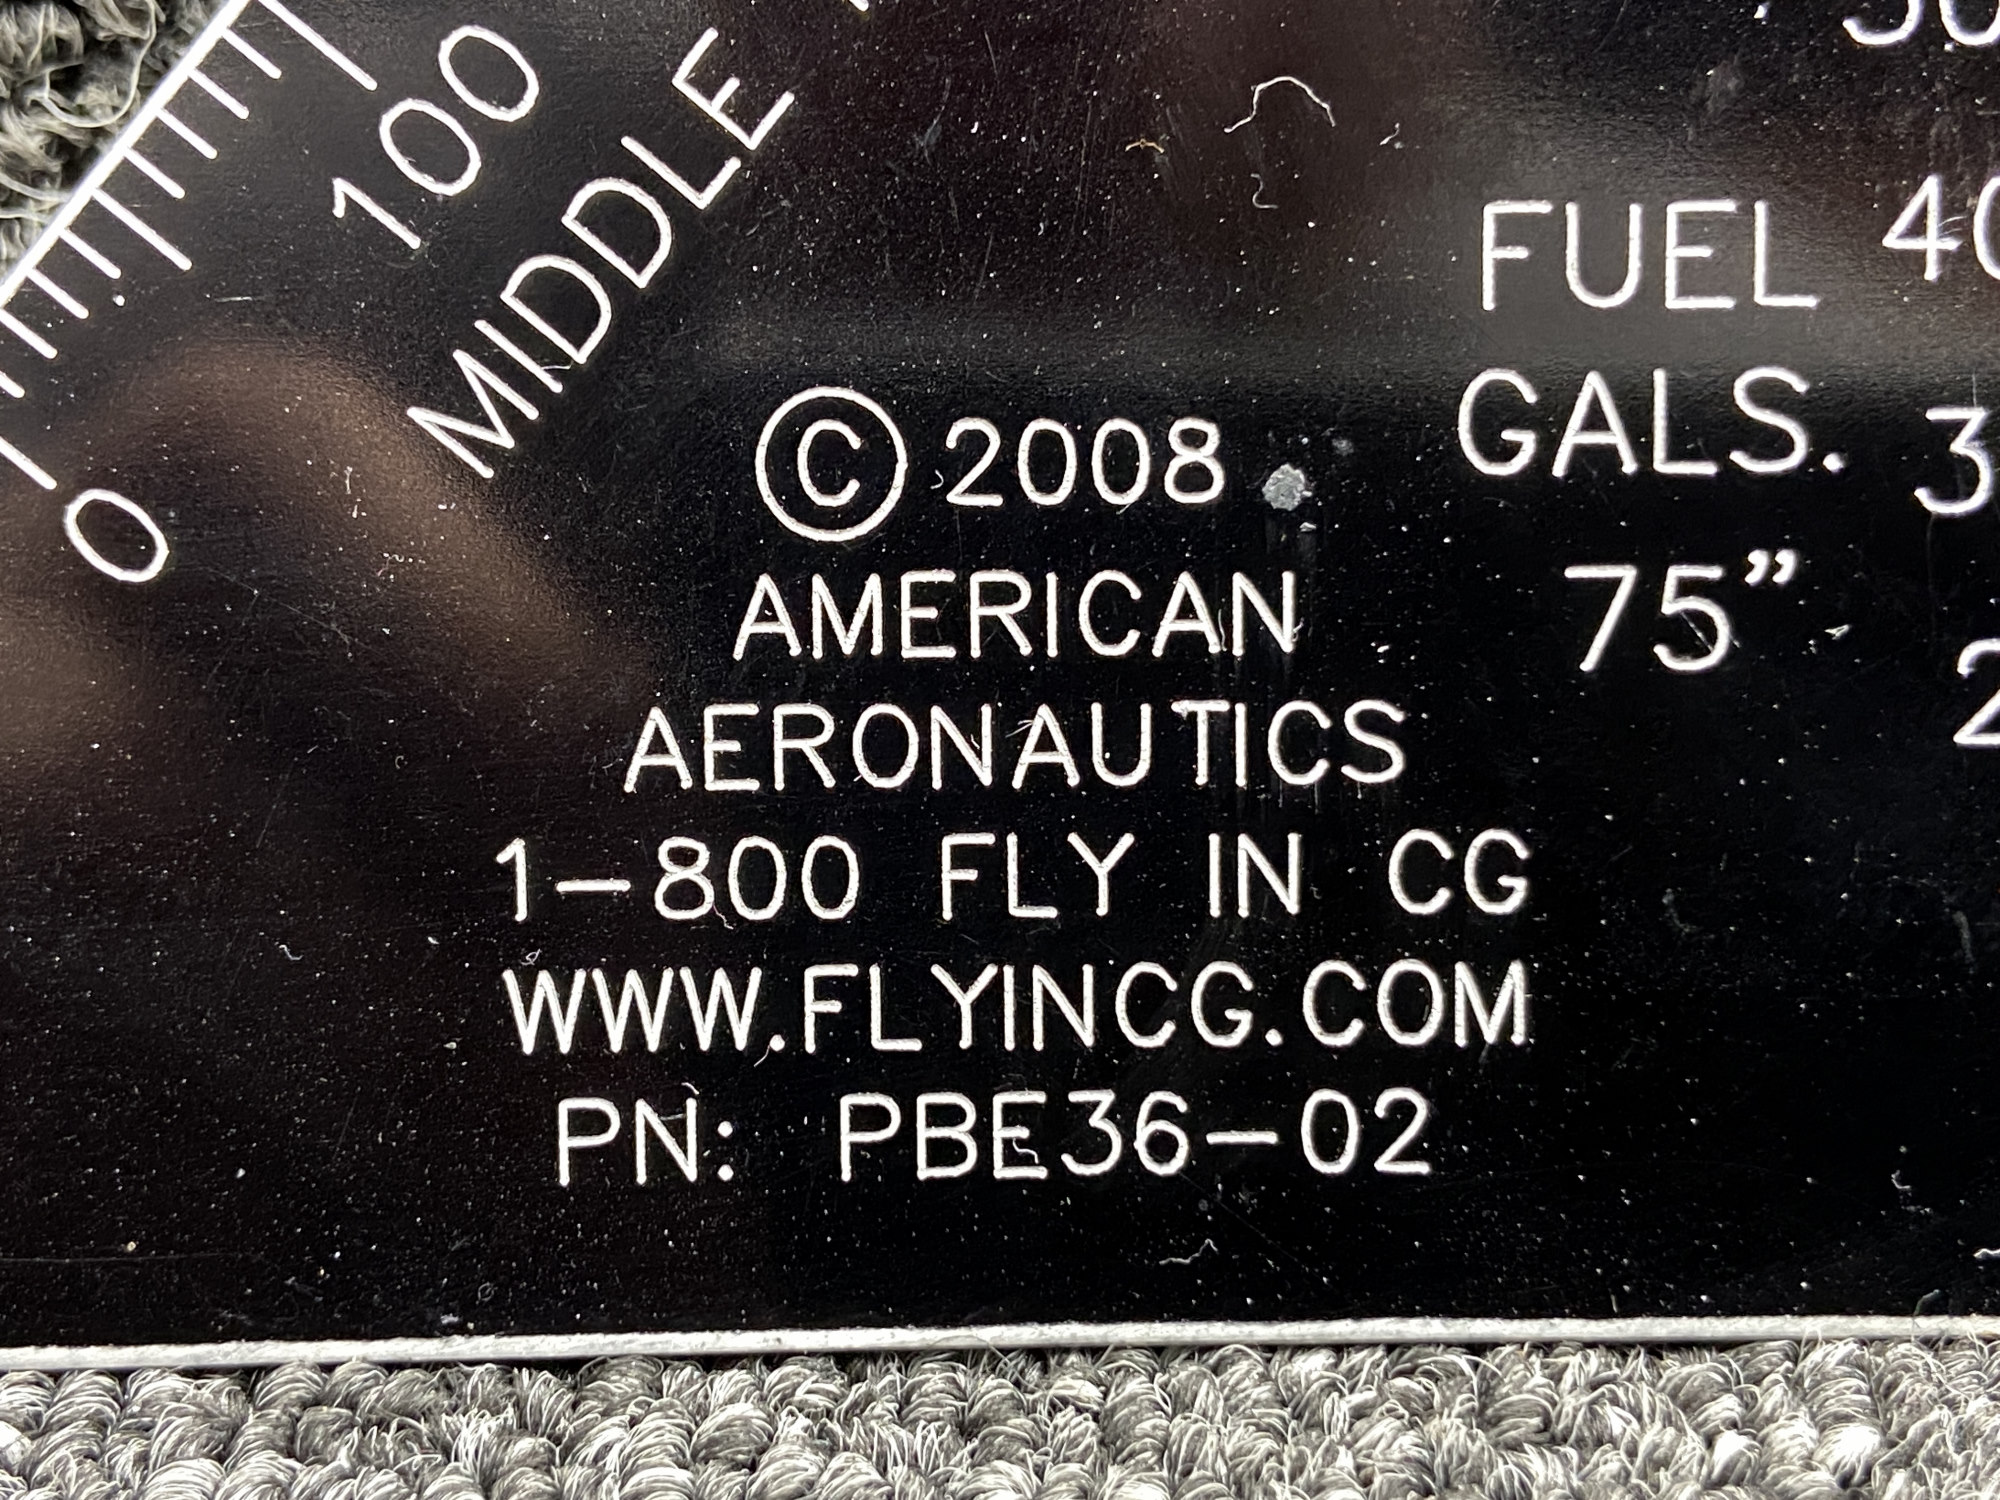 100
MIDDLE
0
FUEL 40
GALS.
75”
© 2008
AMERICAN
AERONAUTICS
1-800 FLY IN CG
WWW.FLYINCG.COM
PN: PBE36-02